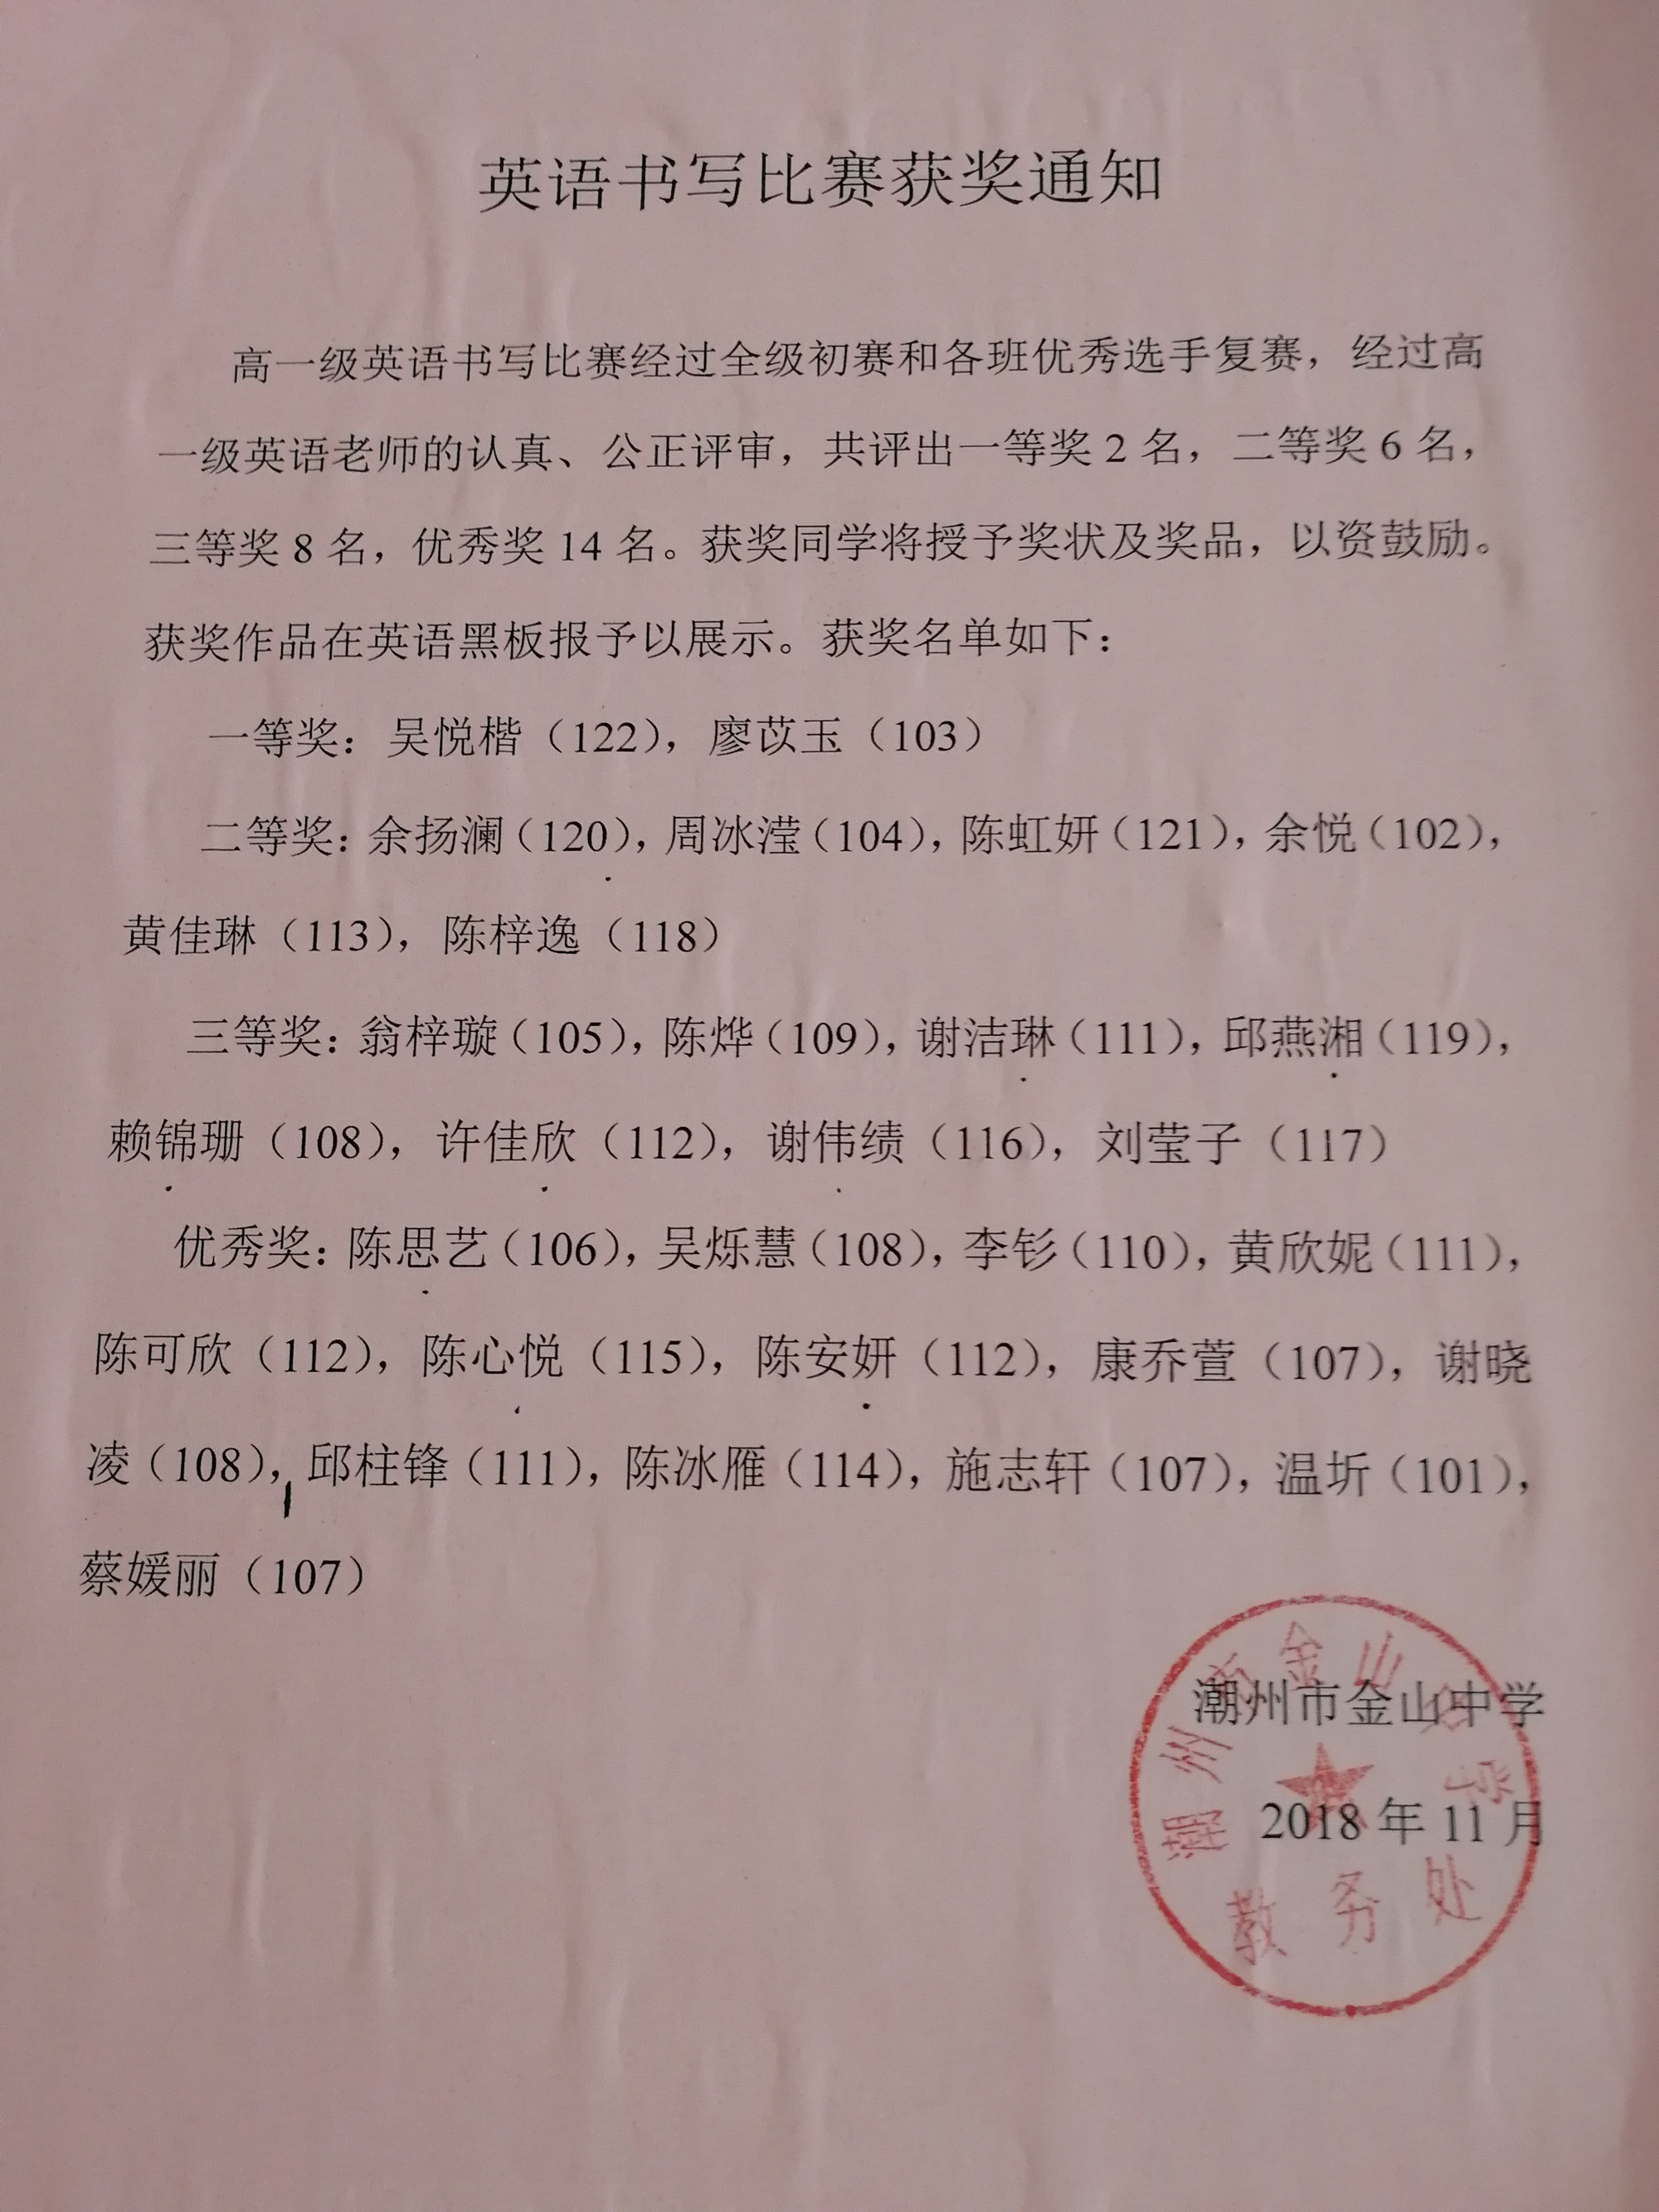 英语书写比赛获奖通知
高一级英语书写比赛经过全级初赛和各班优秀选手复赛，经过高
一级英语老师的认真、公正评审，共评出一等奖 2 名，二等奖 6 名，
三等奖 8 名，优秀奖 14 名。获奖同学将授予奖状及奖品，以资鼓励。
获奖作品在英语黑板报予以展示。获奖名单如下：
一等奖：吴悦楷（122），廖苡玉（103）
二等奖：余扬澜（120），周冰滢（104），陈虹妍（121），余悦（102），
黄佳琳（113），陈梓逸（118）
三等奖：翁梓璇（105），陈烨（109），谢洁琳（111），邱燕湘（119），
赖锦珊（108），许佳欣（112），谢伟绩（116），刘莹子（117）
优秀奖：陈思艺（106），吴烁慧（108），李钐（110），黄欣妮（111），
陈可欣（112），陈心悦（115），陈安妍（112），康乔萱（107），谢晓
凌（108），邱柱锋（111），陈冰雁（114），施志轩（107），温圻（101），
蔡媛丽（107）
潮州市金山中学
2018 年 11 月
潮州市金山中学
教务处